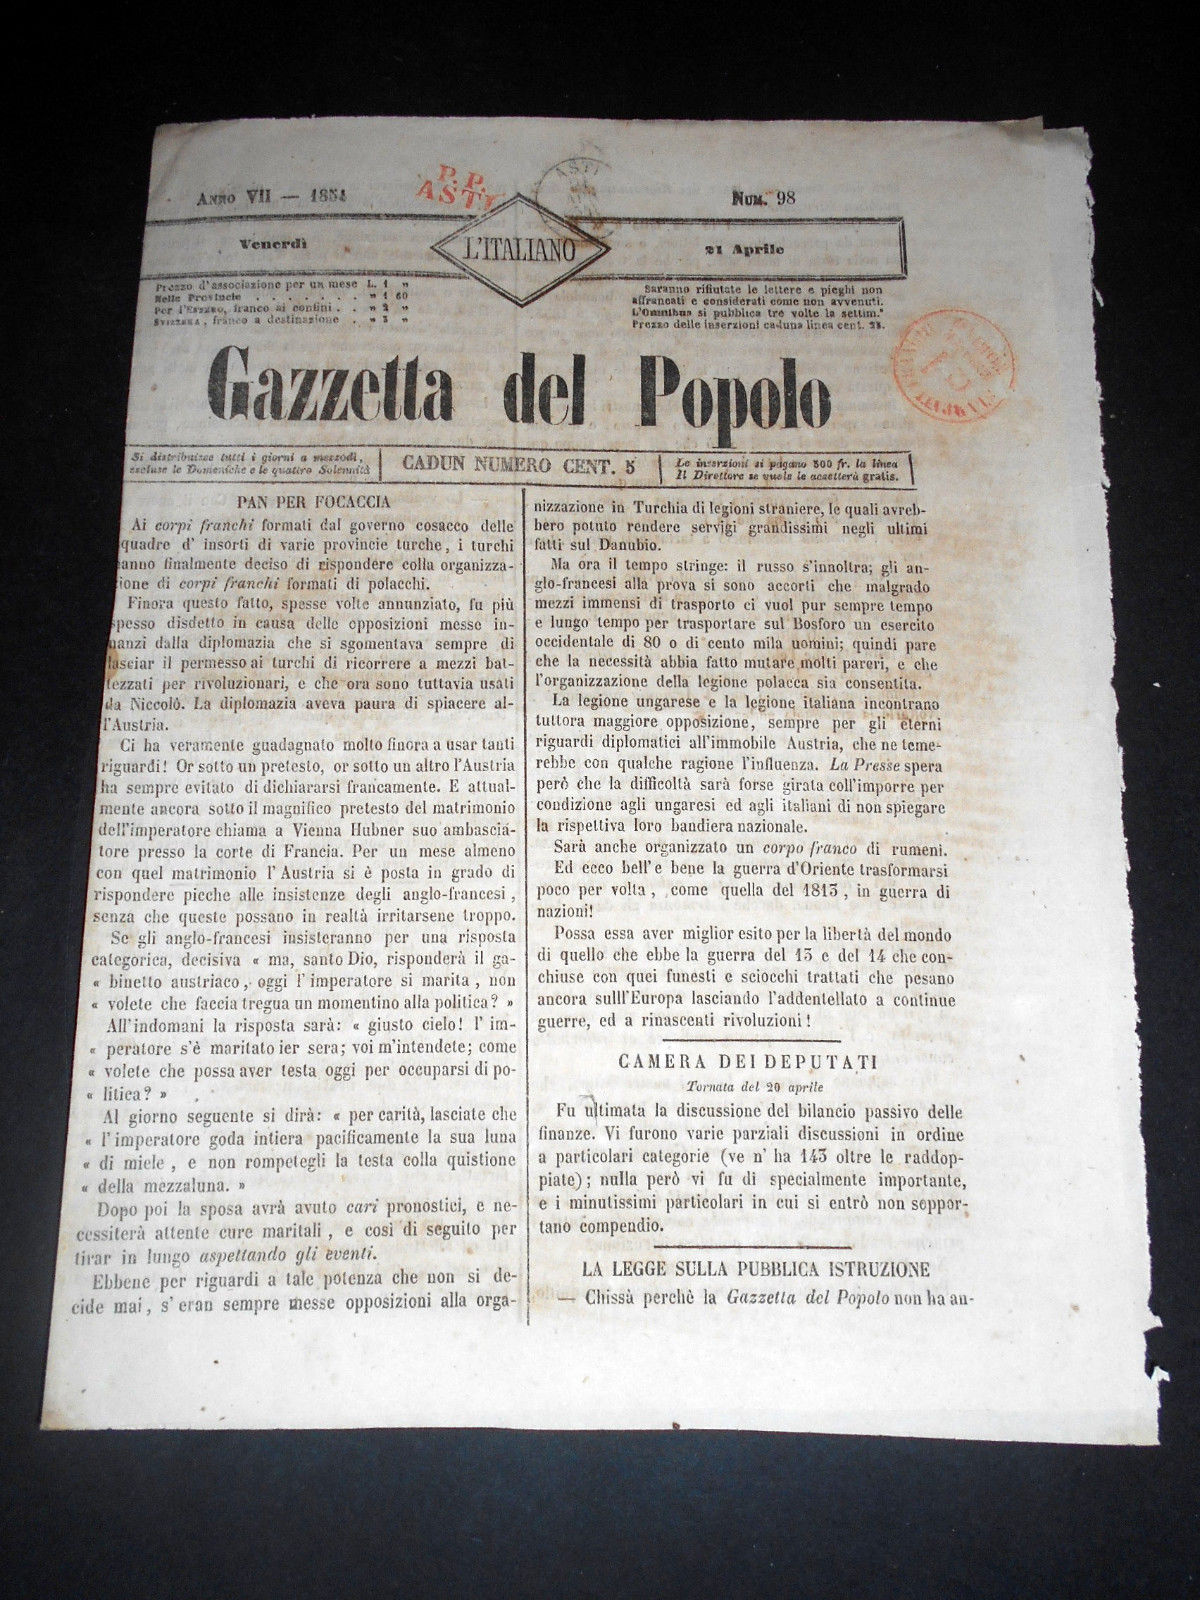 ANNO VII — 1854
P.P.
ASTI
ASTI
NUM. 98
Venerdì
L'ITALIANO
21 Aprile
Prezzo d'associazione per un mese L. 1 „
Nelle Provincie . . . . . . . . „ 1 60
Per l'ESTERO, franco ai confini . . „ 2 „
SVIZZERA, franco a destinazione . „ 3 „
Saranno rifiutate le lettere e pieghi non
affrancati e considerati come non avvenuti.
L'Omnibus si pubblica tre volte la settim.ª
Prezzo delle inserzioni caduna linea cent. 25.
Gazzetta del Popolo
Si distribuisce tutti i giorni a mezzodì,
escluse le Domeniche e le quattro Solennità
CADUN NUMERO CENT. 5
Le inserzioni si pagano 500 fr. la linea
Il Direttore se vuole le accetterà gratis.
PAN PER FOCACCIA
Ai corpi franchi formati dal governo cosacco delle
quadre d' insorti di varie provincie turche, i turchi
anno finalmente deciso di rispondere colla organizza-
ione di corpi franchi formati di polacchi.
Finora questo fatto, spesse volte annunziato, fu più
spesso disdetto in causa delle opposizioni messe in-
nanzi dalla diplomazia che si sgomentava sempre di
lasciar il permesso ai turchi di ricorrere a mezzi bat-
tezzati per rivoluzionari, e che ora sono tuttavia usati
da Niccolò. La diplomazia aveva paura di spiacere al-
l'Austria.
Ci ha veramente guadagnato molto finora a usar tanti
riguardi! Or sotto un pretesto, or sotto un altro l'Austria
ha sempre evitato di dichiararsi francamente. E attual-
mente ancora sotto il magnifico pretesto del matrimonio
dell'imperatore chiama a Vienna Hubner suo ambascia-
tore presso la corte di Francia. Per un mese almeno
con quel matrimonio l'Austria si è posta in grado di
rispondere picche alle insistenze degli anglo-francesi,
senza che queste possano in realtà irritarsene troppo.
Se gli anglo-francesi insisteranno per una risposta
categorica, decisiva « ma, santo Dio, risponderà il ga-
« binetto austriaco, oggi l'imperatore si marita, non
« volete che faccia tregua un momentino alla politica? »
All'indomani la risposta sarà: « giusto cielo! l' im-
« peratore s'è maritato ier sera; voi m'intendete; come
« volete che possa aver testa oggi per occuparsi di po-
« litica? »
Al giorno seguente si dirà: « per carità, lasciate che
« l'imperatore goda intiera pacificamente la sua luna
« di miele, e non rompetegli la testa colla quistione
« della mezzaluna. »
Dopo poi la sposa avrà avuto cari pronostici, e ne-
cessiterà attente cure maritali, e così di seguito per
tirar in lungo aspettando gli eventi.
Ebbene per riguardi a tale potenza che non si de-
cide mai, s'eran sempre messe opposizioni alla orga-
nizzazione in Turchia di legioni straniere, le quali avreb-
bero potuto rendere servigi grandissimi negli ultimi
fatti sul Danubio.
Ma ora il tempo stringe: il russo s'innoltra; gli an-
glo-francesi alla prova si sono accorti che malgrado
mezzi immensi di trasporto ci vuol pur sempre tempo
e lungo tempo per trasportare sul Bosforo un esercito
occidentale di 80 o di cento mila uomini; quindi pare
che la necessità abbia fatto mutare molti pareri, e che
l'organizzazione della legione polacca sia consentita.
La legione ungarese e la legione italiana incontrano
tuttora maggiore opposizione, sempre per gli eterni
riguardi diplomatici all'immobile Austria, che ne teme-
rebbe con qualche ragione l'influenza. La Presse spera
però che la difficoltà sarà forse girata coll'imporre per
condizione agli ungaresi ed agli italiani di non spiegare
la rispettiva loro bandiera nazionale.
Sarà anche organizzato un corpo franco di rumeni.
Ed ecco bell'e bene la guerra d'Oriente trasformarsi
poco per volta, come quella del 1813, in guerra di
nazioni!
Possa essa aver miglior esito per la libertà del mondo
di quello che ebbe la guerra del 13 e del 14 che con-
chiuse con quei funesti e sciocchi trattati che pesano
ancora sulll'Europa lasciando l'addentellato a continue
guerre, ed a rinascenti rivoluzioni!
CAMERA DEI DEPUTATI
Tornata del 20 aprile
Fu ultimata la discussione del bilancio passivo delle
finanze. Vi furono varie parziali discussioni in ordine
a particolari categorie (ve n' ha 143 oltre le raddop-
piate); nulla però vi fu di specialmente importante,
e i minutissimi particolari in cui si entrò non soppor-
tano compendio.
LA LEGGE SULLA PUBBLICA ISTRUZIONE
— Chissà perchè la Gazzetta del Popolo non ha an-